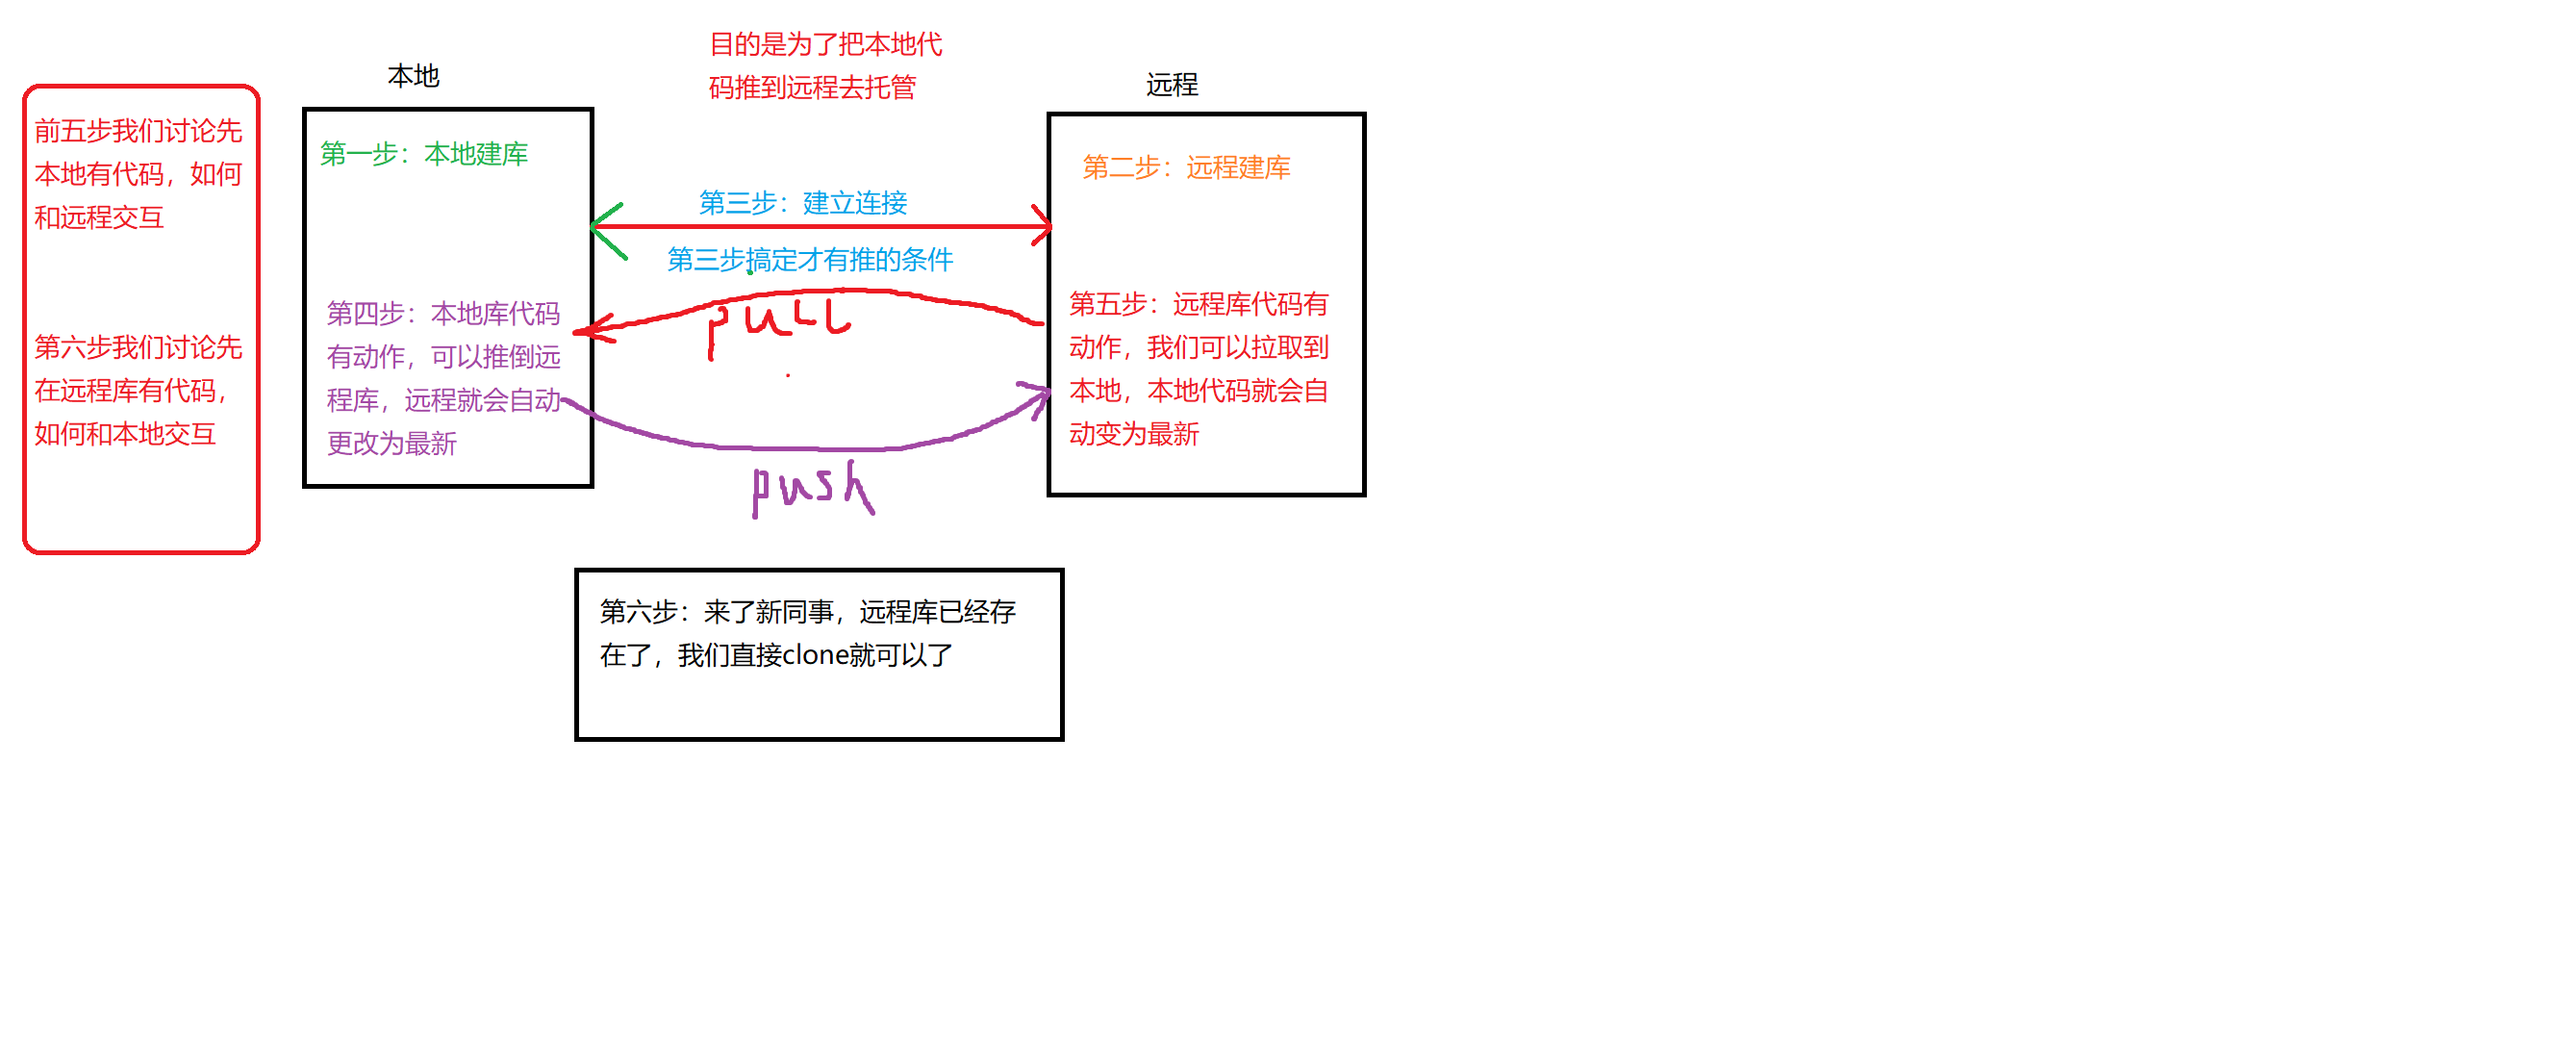 目的是为了把本地代
码推到远程去托管
本地
远程
前五步我们讨论先
本地有代码，如何
和远程交互
第六步我们讨论先
在远程库有代码，
如何和本地交互
第一步：本地建库
第四步：本地库代码
有动作，可以推倒远
程库，远程就会自动
更改为最新
第三步：建立连接
第三步搞定才有推的条件
pull
push
第二步：远程建库
第五步：远程库代码有
动作，我们可以拉取到
本地，本地代码就会自
动变为最新
第六步：来了新同事，远程库已经存
在了，我们直接clone就可以了